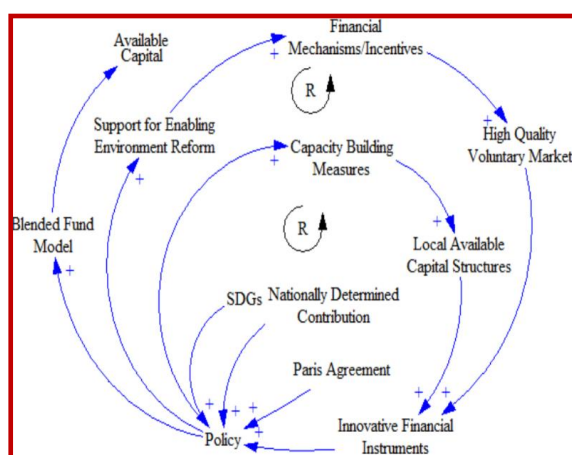 Financial
Mechanisms/Incentives
Available
Capital
+
R
Support for Enabling
Environment Reform
+
Capacity Building
Measures
+
+
High Quality
Voluntary Market
Blended Fund
Model
+
R
+
Local Available
Capital Structures
SDGs
Nationally Determined
Contribution
Paris Agreement
+
+
+
+
+
+
Policy
Innovative Financial
Instruments